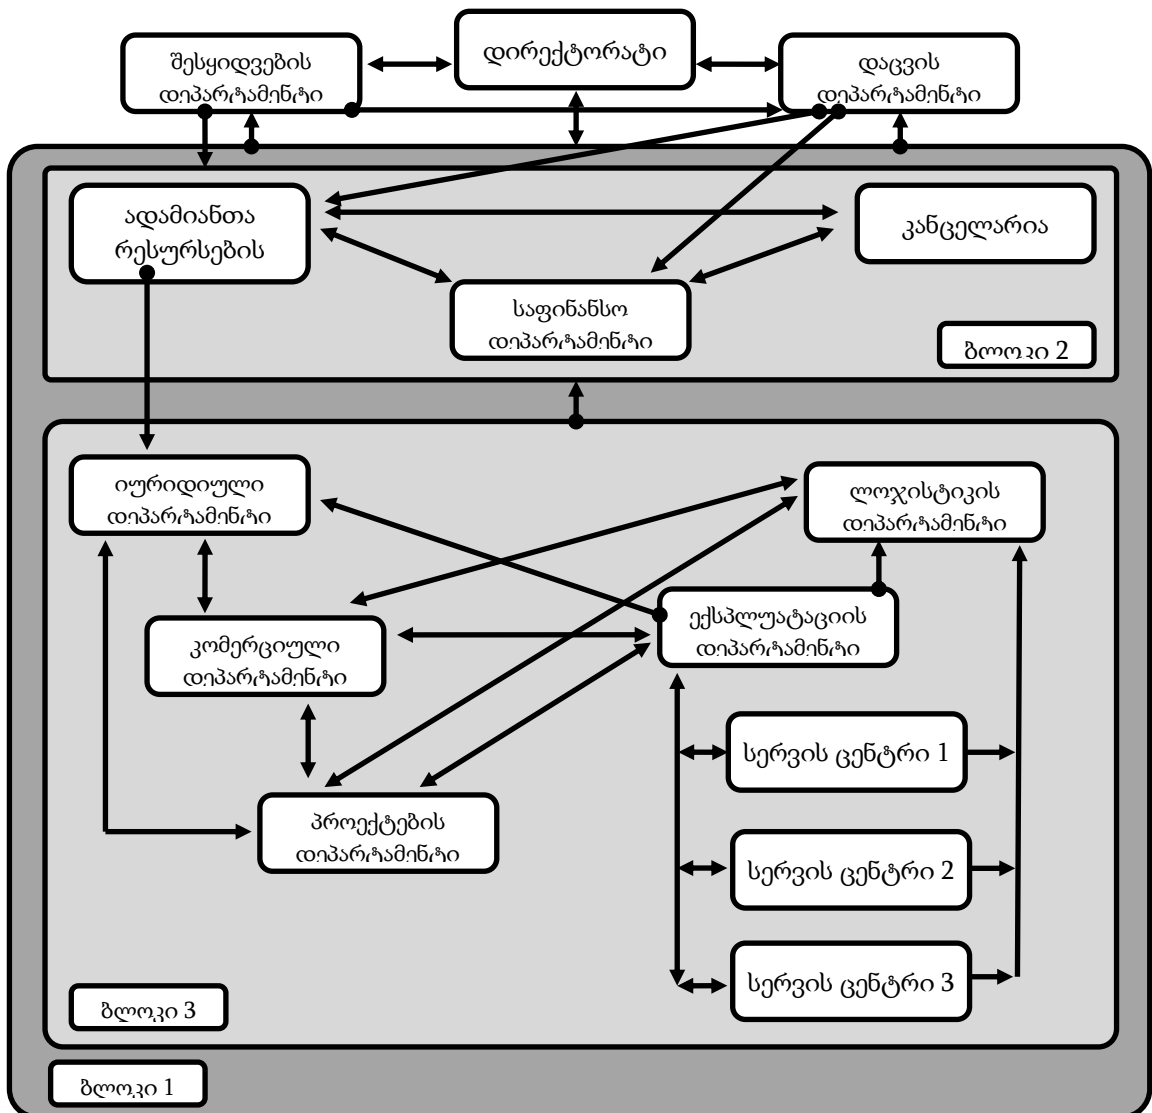 დირექტორატი
შესყიდვების
დეპარტამენტი
დაცვის
დეპარტამენტი
ადამიანთა
რესურსების
კანცელარია
საფინანსო
დეპარტამენტი
ბლოკი 2
იურიდიული
დეპარტამენტი
ლოჯისტიკის
დეპარტამენტი
კომერციული
დეპარტამენტი
ექსპლუატაციის
დეპარტამენტი
სერვის ცენტრი 1
პროექტების
დეპარტამენტი
სერვის ცენტრი 2
სერვის ცენტრი 3
ბლოკი 3
ბლოკი 1